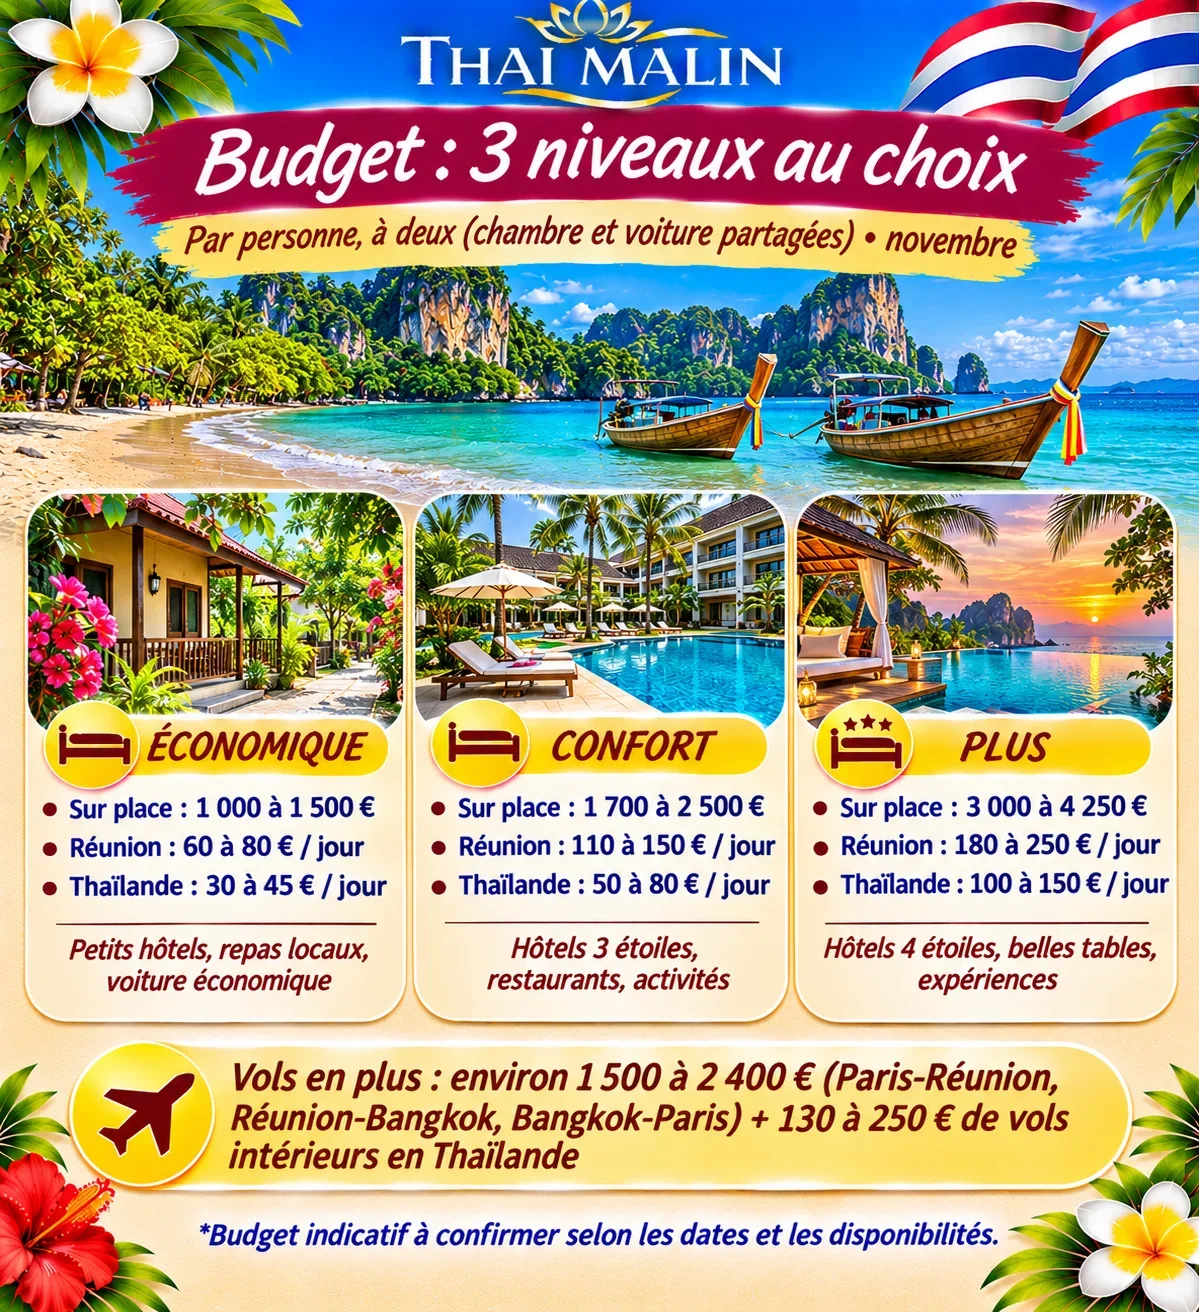 THAI MALIN
Budget : 3 niveaux au choix
Par personne, à deux (chambre et voiture partagées) • novembre
ÉCONOMIQUE
• Sur place : 1 000 à 1 500 €
• Réunion : 60 à 80 € / jour
• Thaïlande : 30 à 45 € / jour
Petits hôtels, repas locaux,
voiture économique
CONFORT
• Sur place : 1 700 à 2 500 €
• Réunion : 110 à 150 € / jour
• Thaïlande : 50 à 80 € / jour
Hôtels 3 étoiles,
restaurants, activités
PLUS
• Sur place : 3 000 à 4 250 €
• Réunion : 180 à 250 € / jour
• Thaïlande : 100 à 150 € / jour
Hôtels 4 étoiles, belles tables,
expériences
Vols en plus : environ 1 500 à 2 400 € (Paris-Réunion,
Réunion-Bangkok, Bangkok-Paris) + 130 à 250 € de vols
intérieurs en Thaïlande
*Budget indicatif à confirmer selon les dates et les disponibilités.